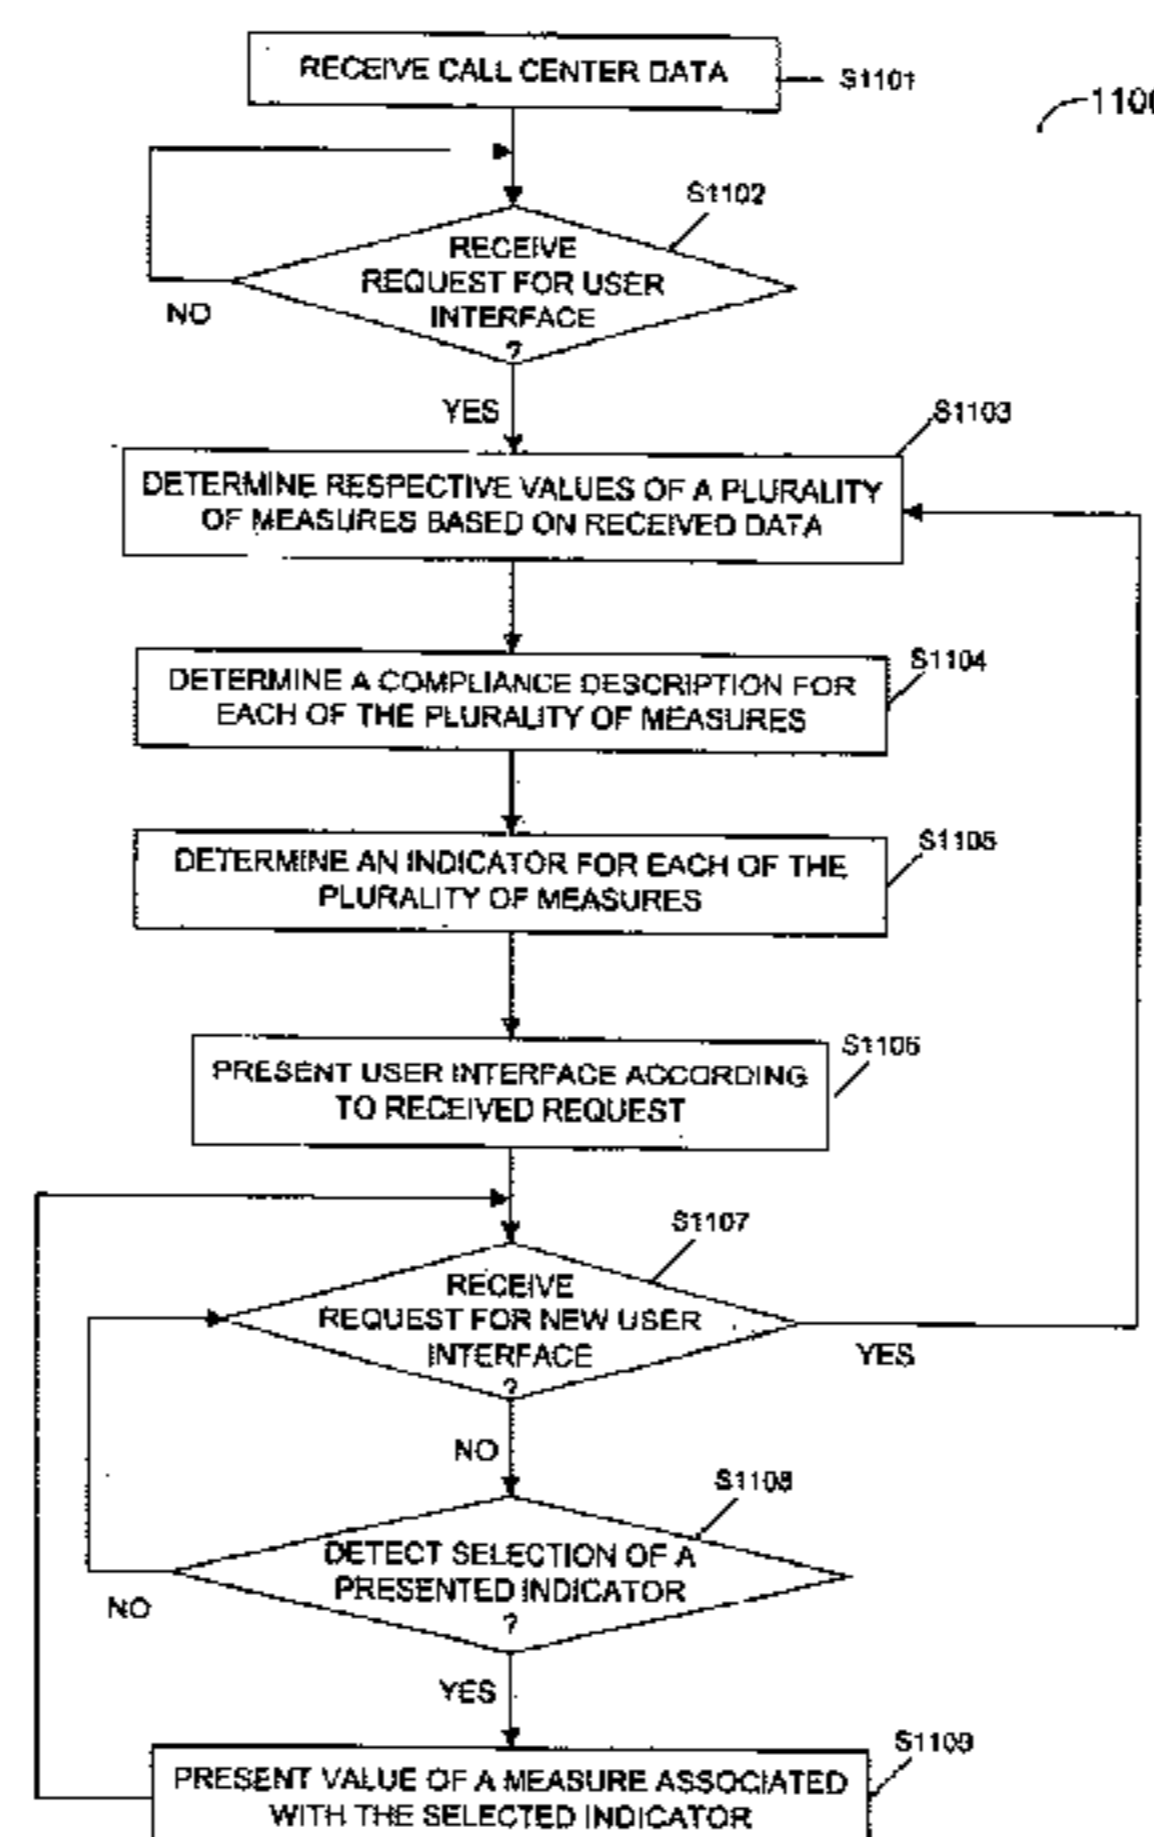 RECEIVE CALL CENTER DATA
S1101
1100
S1102
RECEIVE
REQUEST FOR USER
INTERFACE
?
NO
YES
S1103
DETERMINE RESPECTIVE VALUES OF A PLURALITY
OF MEASURES BASED ON RECEIVED DATA
S1104
DETERMINE A COMPLIANCE DESCRIPTION FOR
EACH OF THE PLURALITY OF MEASURES
S1105
DETERMINE AN INDICATOR FOR EACH OF THE
PLURALITY OF MEASURES
S1106
PRESENT USER INTERFACE ACCORDING
TO RECEIVED REQUEST
S1107
RECEIVE
REQUEST FOR NEW USER
INTERFACE
?
YES
NO
S1108
DETECT SELECTION OF A
PRESENTED INDICATOR
?
NO
YES
S1109
PRESENT VALUE OF A MEASURE ASSOCIATED
WITH THE SELECTED INDICATOR